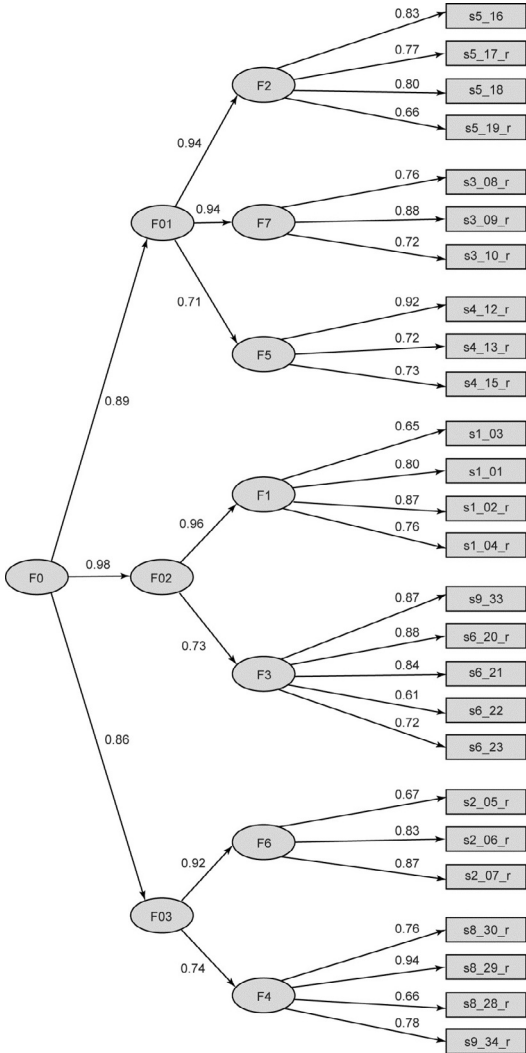 0.83 s5_16
0.77 s5_17_r
F2
0.80 s5_18
0.66 s5_19_r
0.94
0.76 s3_08_r
F01 0.94 F7 0.88 s3_09_r
0.72 s3_10_r
0.71
0.92 s4_12_r
F5 0.72 s4_13_r
0.73 s4_15_r
0.89
0.65 s1_03
0.80 s1_01
F1
0.87 s1_02_r
0.76 s1_04_r
0.96
F0 0.98 F02
0.87 s9_33
0.88 s6_20_r
0.73
F3 0.84 s6_21
0.61 s6_22
0.72 s6_23
0.86
0.67 s2_05_r
F6 0.83 s2_06_r
0.92
0.87 s2_07_r
F03
0.76 s8_30_r
0.74
0.94 s8_29_r
F4
0.66 s8_28_r
0.78 s9_34_r